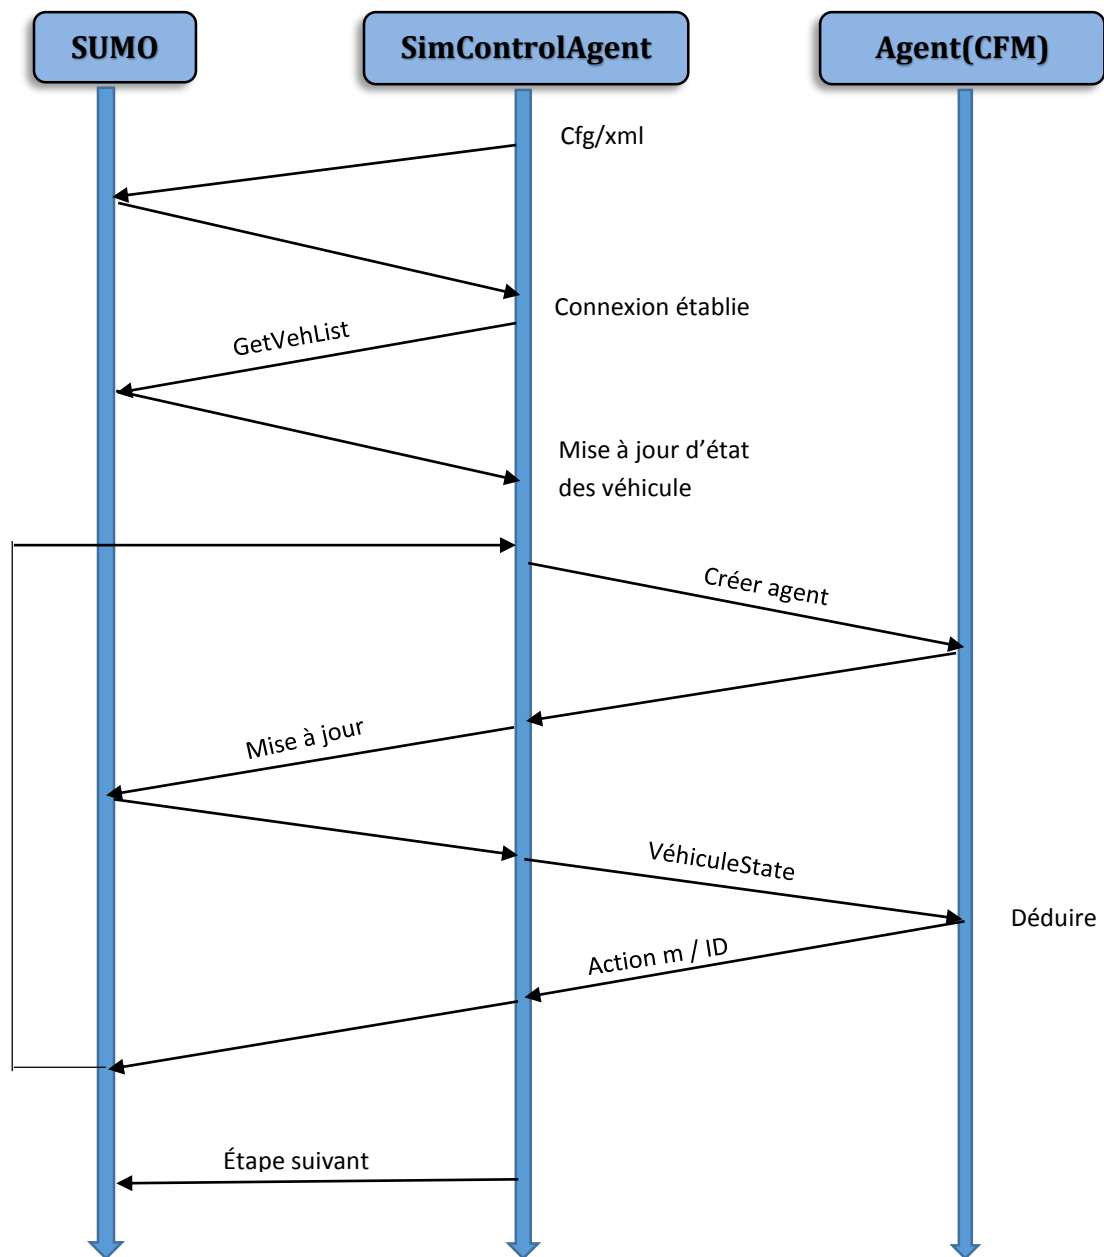 SUMO
SimControlAgent
Agent(CFM)
Cfg/xml
Connexion établie
GetVehList
Mise à jour d’état
des véhicule
Créer agent
Mise à jour
VéhiculeState
Déduire
Action m / ID
Étape suivant